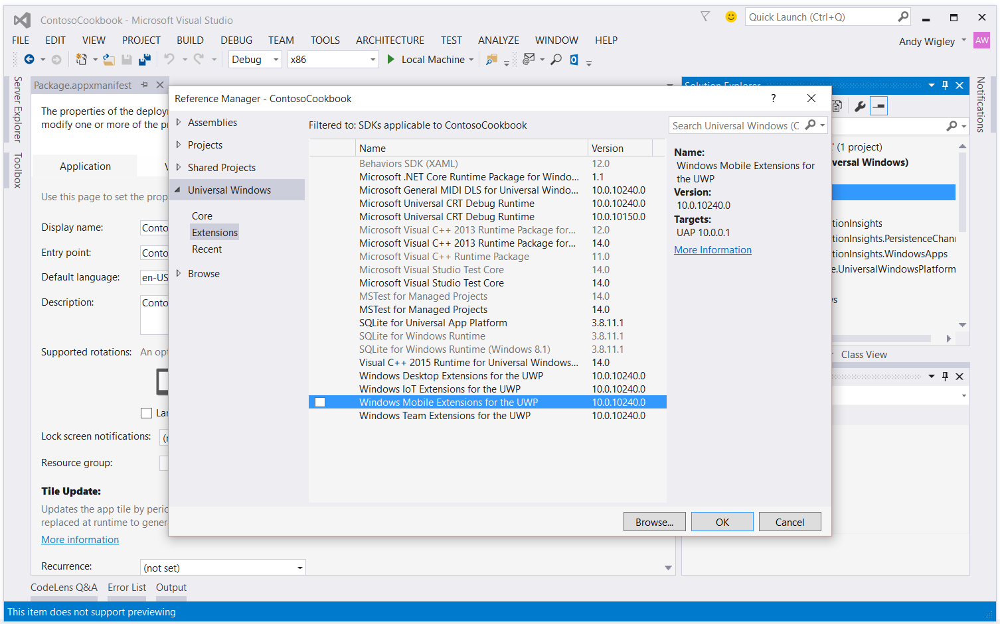 ContosoCookbook - Microsoft Visual Studio
Quick Launch (Ctrl+Q)
FILE EDIT VIEW PROJECT BUILD DEBUG TEAM TOOLS ARCHITECTURE TEST ANALYZE WINDOW HELP
Andy Wigley AW
Debug x86 Local Machine
Server Explorer
Toolbox
Package.appxmanifest
The properties of the deploym
modify one or more of the p
Application
Use this page to set the prop
Display name: Conto
Entry point: Conto
Default language: en-US
Description: Conto
Supported rotations: An opt
Lar
Lock screen notifications:
Resource group:
Tile Update:
Updates the app tile by perio
replaced at runtime to gener
More information
Recurrence: (not set)
Reference Manager - ContosoCookbook
?
Assemblies
Projects
Shared Projects
Universal Windows
Core
Extensions
Recent
Browse
Filtered to: SDKs applicable to ContosoCookbook
Name Version
Behaviors SDK (XAML) 12.0
Microsoft .NET Core Runtime Package for Windo... 1.1
Microsoft General MIDI DLS for Universal Windo... 10.0.10240.0
Microsoft Universal CRT Debug Runtime 10.0.10240.0
Microsoft Universal CRT Debug Runtime 10.0.10150.0
Microsoft Visual C++ 2013 Runtime Package for... 12.0
Microsoft Visual C++ 2013 Runtime Package for... 14.0
Microsoft Visual C++ Runtime Package 11.0
Microsoft Visual Studio Test Core 14.0
Microsoft Visual Studio Test Core 14.0
MSTest for Managed Projects 14.0
MSTest for Managed Projects 14.0
SQLite for Universal App Platform 3.8.11.1
SQLite for Windows Runtime 3.8.11.1
SQLite for Windows Runtime (Windows 8.1) 3.8.11.1
Visual C++ 2015 Runtime for Universal Windows... 14.0
Windows Desktop Extensions for the UWP 10.0.10240.0
Windows IoT Extensions for the UWP 10.0.10240.0
Windows Mobile Extensions for the UWP 10.0.10240.0
Windows Team Extensions for the UWP 10.0.10240.0
Search Universal Windows (C
Name:
Windows Mobile Extensions for
the UWP
Version:
10.0.10240.0
Targets:
UAP 10.0.0.1
More Information
Browse... OK Cancel
Solution Explorer
' (1 project)
versal Windows)
tionInsights
tionInsights.PersistenceChan
tionInsights.WindowsApps
e.UniversalWindowsPlatform
Class View
Notifications
CodeLens Q&A Error List Output
This item does not support previewing